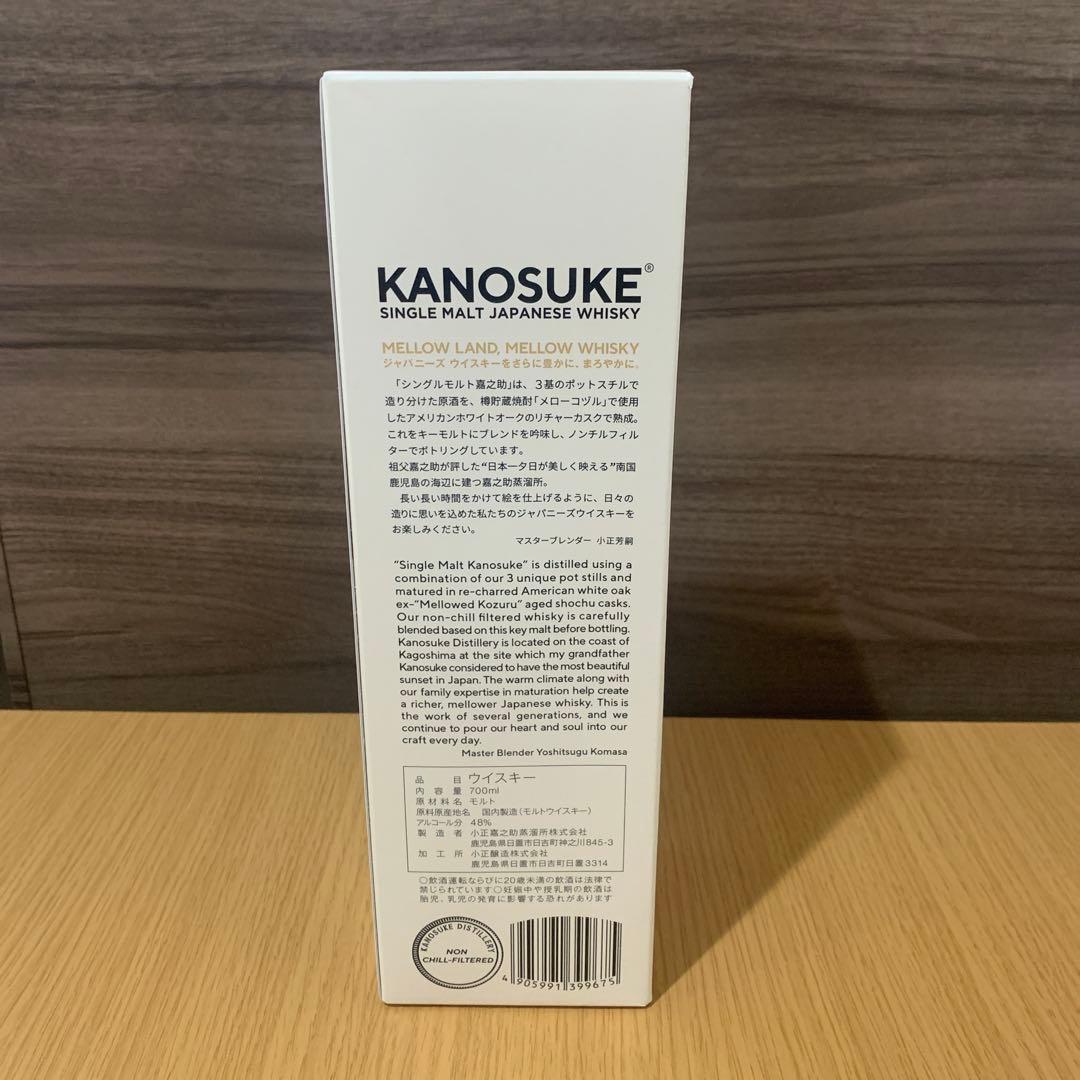 KANOSUKE®
SINGLE MALT JAPANESE WHISKY
MELLOW LAND, MELLOW WHISKY
ジャパニーズ ウイスキーをさらに豊かに、まろやかに。
「シングルモルト嘉之助」は、3基のポットスチルで
造り分けた原酒を、樽貯蔵焼酎「メローコヅル」で使用
したアメリカンホワイトオークのリチャーカスクで熟成。
これをキーモルトにブレンドを吟味し、ノンチルフィル
ターでボトリングしています。
祖父嘉之助が評した“日本一夕日が美しく映える”南国
鹿児島の海辺に建つ嘉之助蒸溜所。
長い長い時間をかけて絵を仕上げるように、日々の
造りに思いを込めた私たちのジャパニーズウイスキーを
お楽しみください。
マスターブレンダー 小正芳嗣
“Single Malt Kanosuke” is distilled using a
combination of our 3 unique pot stills and
matured in re-charred American white oak
ex-“Mellowed Kozuru” aged shochu casks.
Our non-chill filtered whisky is carefully
blended based on this key malt before bottling.
Kanosuke Distillery is located on the coast of
Kagoshima at the site which my grandfather
Kanosuke considered to have the most beautiful
sunset in Japan. The warm climate along with
our family expertise in maturation help create
a richer, mellower Japanese whisky. This is
the work of several generations, and we
continue to pour our heart and soul into our
craft every day.
Master Blender Yoshitsugu Komasa
品目 ウイスキー
内容量 700ml
原材料名 モルト
原料原産地名 国内製造（モルトウイスキー）
アルコール分 48%
製造者 小正嘉之助蒸溜所株式会社
鹿児島県日置市日吉町神之川845-3
加工所 小正醸造株式会社
鹿児島県日置市日吉町日置3314
○飲酒運転ならびに20歳未満の飲酒は法律で
禁じられています○妊娠中や授乳期の飲酒は
胎児、乳児の発育に影響する恐れがあります
KANOSUKE DISTILLERY
NON
CHILL-FILTERED
4 905991 399675